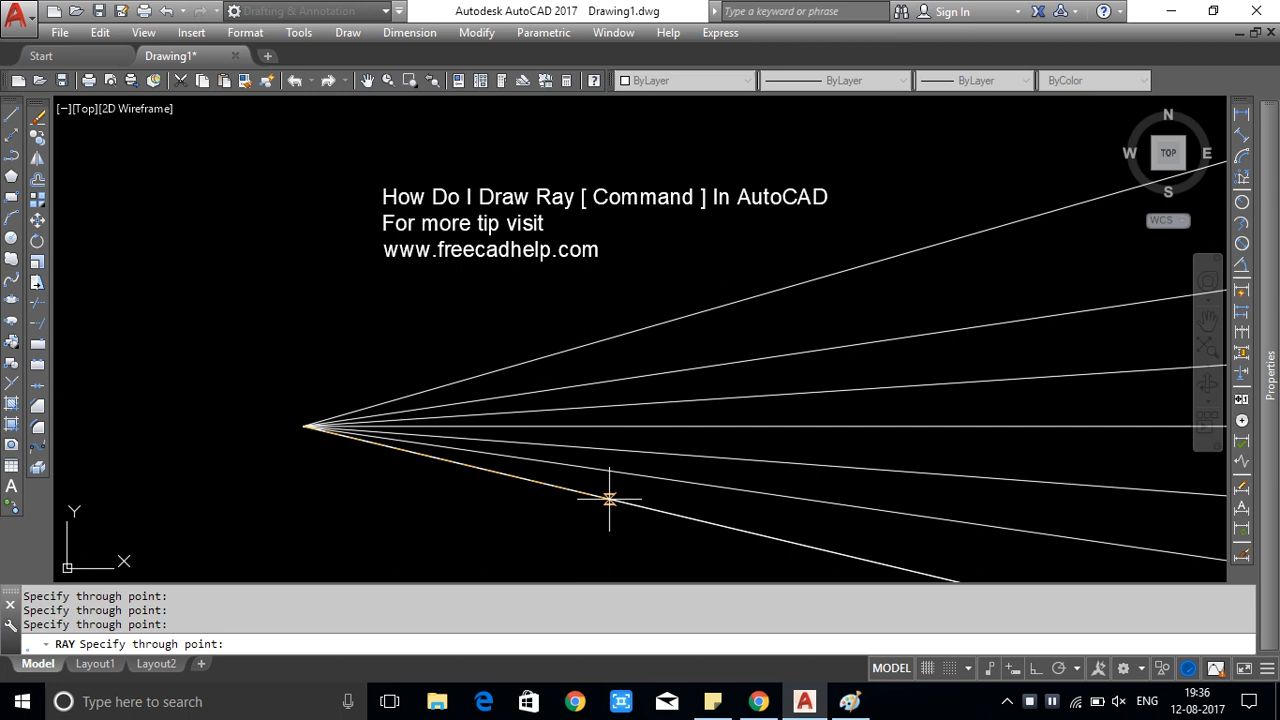 Drafting & Annotation
Autodesk AutoCAD 2017 Drawing1.dwg
Type a keyword or phrase
Sign In
File Edit View Insert Format Tools Draw Dimension Modify Parametric Window Help Express
Start
Drawing1*
ByLayer
ByLayer
ByLayer
ByColor
[−][Top][2D Wireframe]
N
W TOP E
S
WCS
How Do I Draw Ray [ Command ] In AutoCAD
For more tip visit
www.freecadhelp.com
Properties
Y
X
Specify through point:
Specify through point:
Specify through point:
RAY Specify through point:
Model Layout1 Layout2 +
MODEL
Type here to search
ENG
19:36
12-08-2017